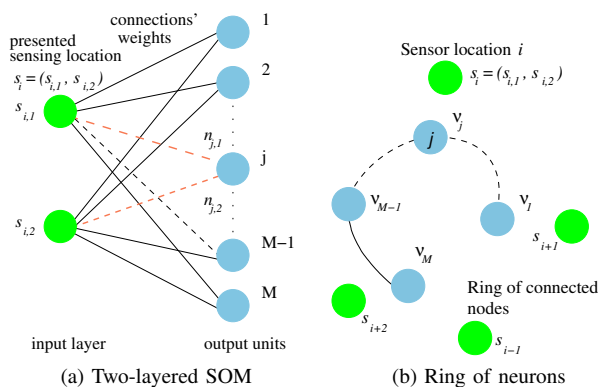 connections'
weights
presented
sensing location
s_i = (s_{i,1}, s_{i,2})
s_{i,1}
s_{i,2}
1
2
n_{j,1}
j
n_{j,2}
M−1
M
input layer
output units
(a) Two-layered SOM
Sensor location i
s_i = (s_{i,1}, s_{i,2})
ν_j
j
ν_{M−1}
ν_1
s_{i+1}
ν_M
s_{i+2}
Ring of connected
nodes
s_{i−1}
(b) Ring of neurons